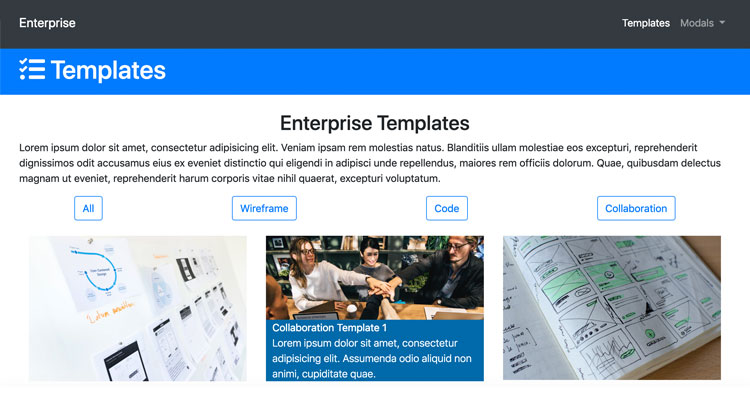 Enterprise
Templates Modals
Templates
Enterprise Templates
Lorem ipsum dolor sit amet, consectetur adipisicing elit. Veniam ipsam rem molestias natus. Blanditiis ullam molestiae eos excepturi, reprehenderit
dignissimos odit accusamus eius ex eveniet distinctio qui eligendi in adipisci unde repellendus, maiores rem officiis dolorum. Quae, quibusdam delectus
magnam ut eveniet, reprehenderit harum corporis vitae nihil quaerat, excepturi voluptatum.
All
Wireframe
Code
Collaboration
Collaboration Template 1
Lorem ipsum dolor sit amet, consectetur
adipisicing elit. Assumenda odio aliquid non
animi, cupiditate quae.